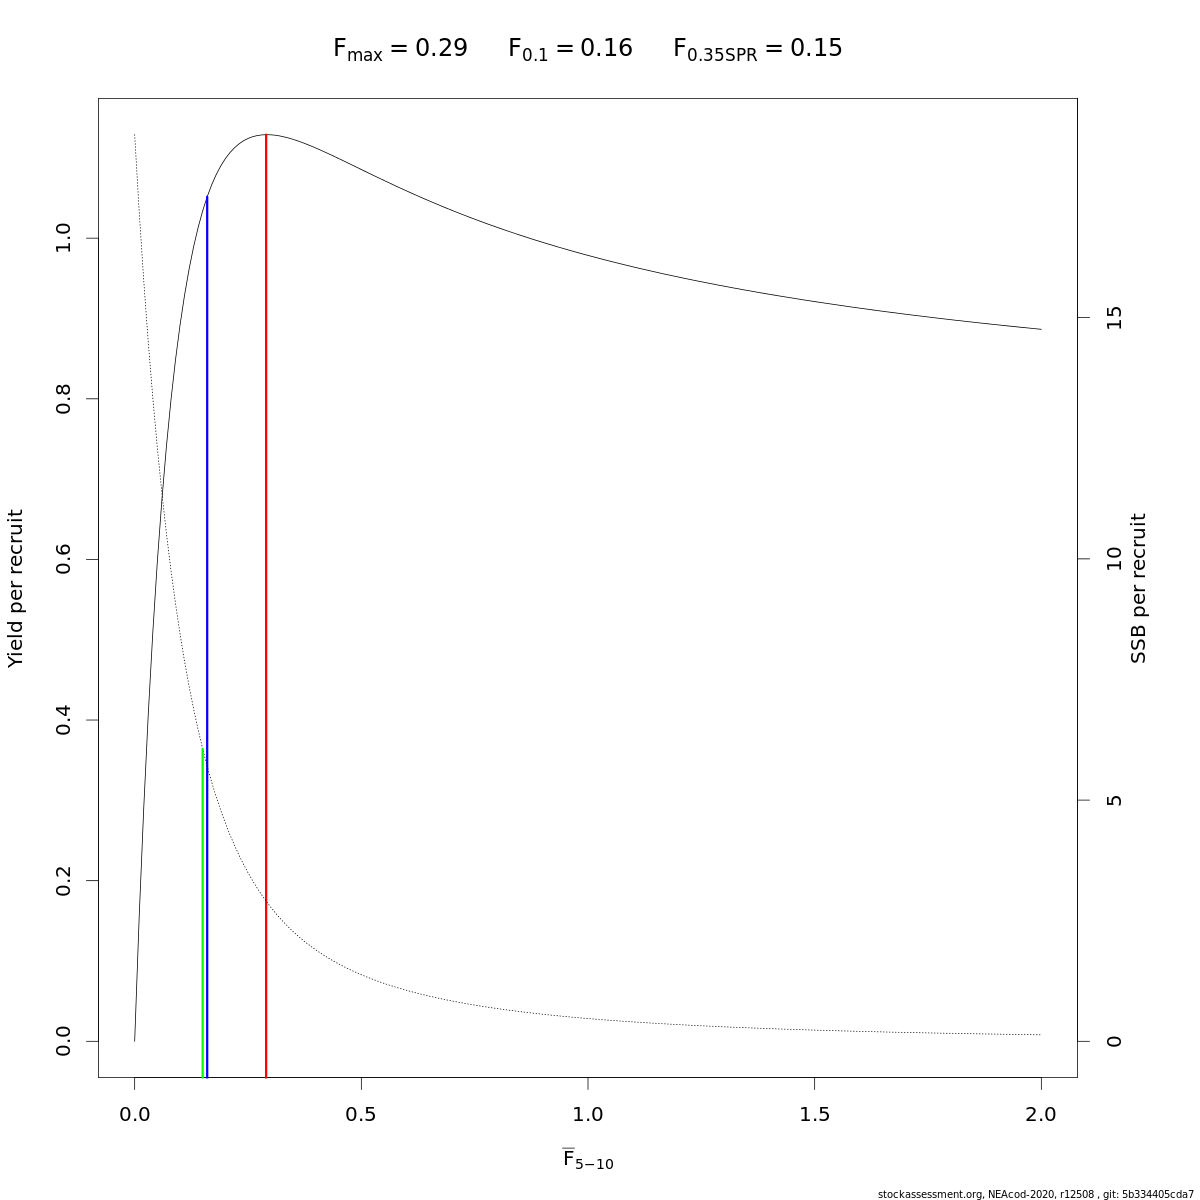 Fmax = 0.29 F0.1 = 0.16 F0.35SPR = 0.15
Yield per recruit
0.0
0.2
0.4
0.6
0.8
1.0
SSB per recruit
0
5
10
15
0.0 0.5 1.0 1.5 2.0
F̅5−10
stockassessment.org, NEAcod-2020, r12508 , git: 5b334405cda7